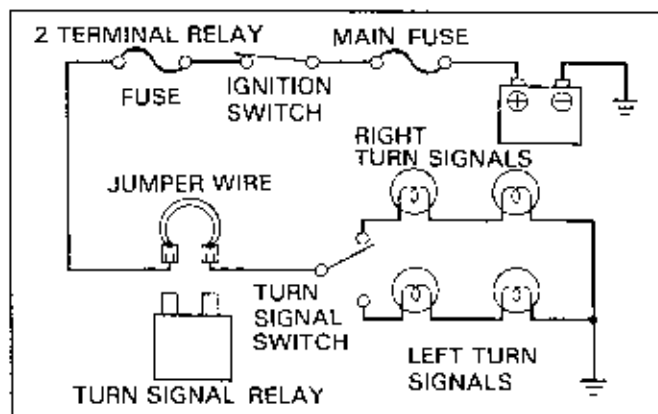 2 TERMINAL RELAY
MAIN FUSE
FUSE
IGNITION
SWITCH
RIGHT
TURN SIGNALS
JUMPER WIRE
TURN
SIGNAL
SWITCH
LEFT TURN
SIGNALS
TURN SIGNAL RELAY